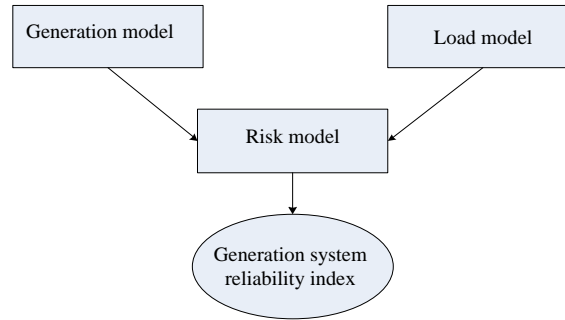 Generation model
Load model
Risk model
Generation system
reliability index